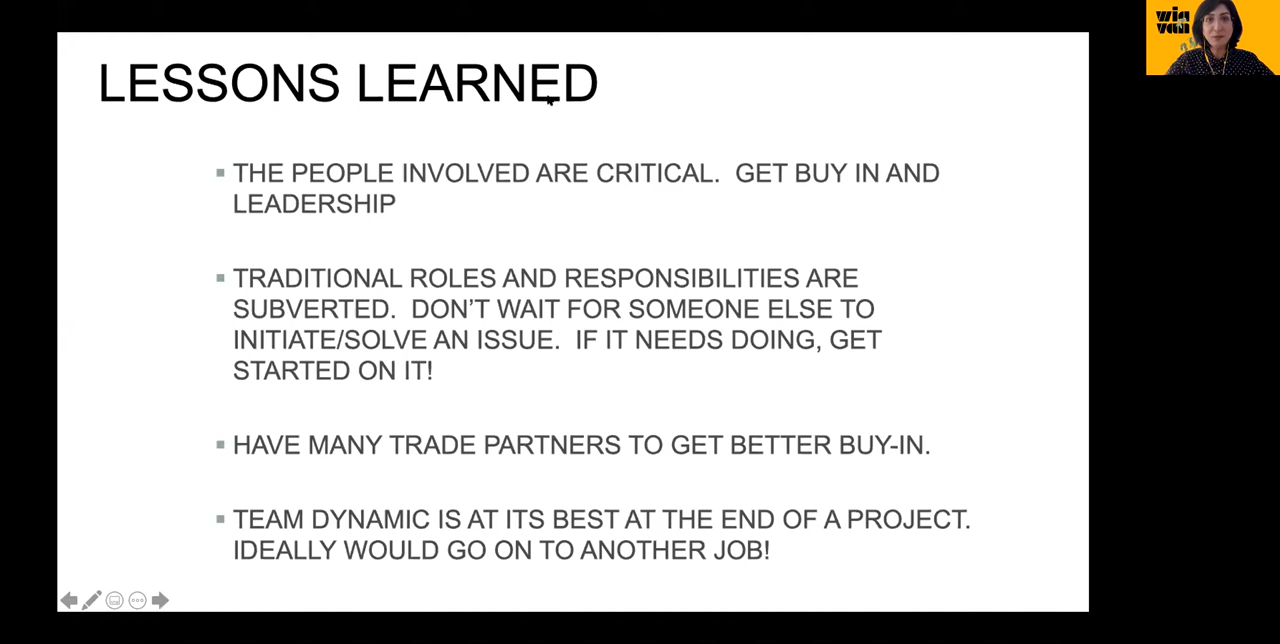 LESSONS LEARNED
▪ THE PEOPLE INVOLVED ARE CRITICAL.  GET BUY IN AND
LEADERSHIP
▪ TRADITIONAL ROLES AND RESPONSIBILITIES ARE
SUBVERTED.  DON’T WAIT FOR SOMEONE ELSE TO
INITIATE/SOLVE AN ISSUE.  IF IT NEEDS DOING, GET
STARTED ON IT!
▪ HAVE MANY TRADE PARTNERS TO GET BETTER BUY-IN.
▪ TEAM DYNAMIC IS AT ITS BEST AT THE END OF A PROJECT.
IDEALLY WOULD GO ON TO ANOTHER JOB!